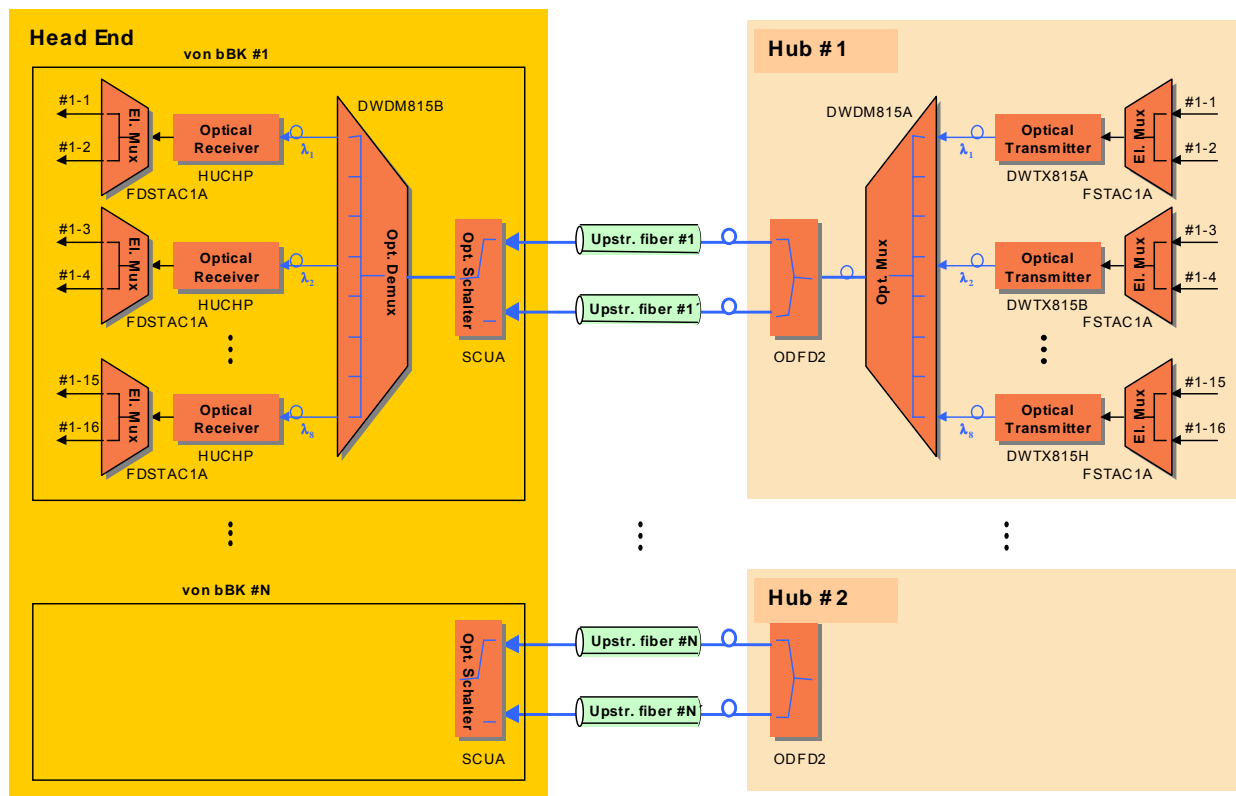 Head End
von bBK #1
#1-1
#1-2
El. Mux
FDSTAC1A
Optical
Receiver
HUCHP
λ1
#1-3
#1-4
El. Mux
FDSTAC1A
Optical
Receiver
HUCHP
λ2
#1-15
#1-16
El. Mux
FDSTAC1A
Optical
Receiver
HUCHP
λ8
DWDM815B
Opt. Demux
Opt. Schalter
SCUA
Upstr. fiber #1
Upstr. fiber #1´
Hub #1
ODFD2
DWDM815A
Opt. Mux
λ1
Optical
Transmitter
DWTX815A
El. Mux
FSTAC1A
#1-1
#1-2
λ2
Optical
Transmitter
DWTX815B
El. Mux
FSTAC1A
#1-3
#1-4
λ8
Optical
Transmitter
DWTX815H
El. Mux
FSTAC1A
#1-15
#1-16
von bBK #N
Opt. Schalter
SCUA
Upstr. fiber #N
Upstr. fiber #N´
Hub #2
ODFD2